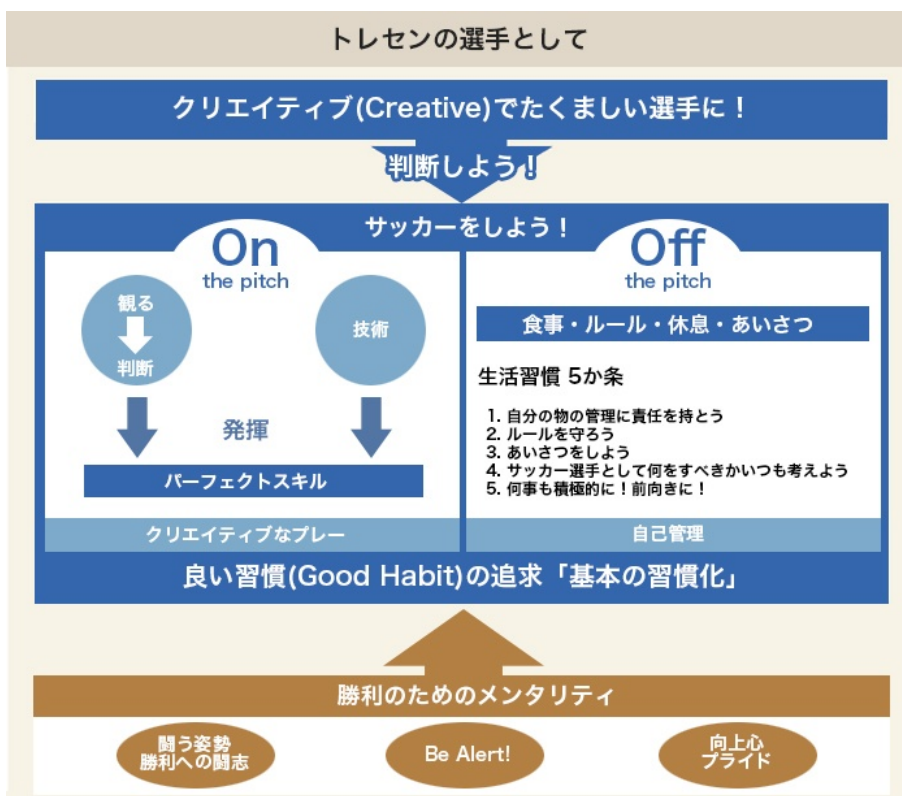 トレセンの選手として
クリエイティブ(Creative)でたくましい選手に！
判断しよう！
サッカーをしよう！
On
the pitch
観る
判断
技術
発揮
パーフェクトスキル
クリエイティブなプレー
Off
the pitch
食事・ルール・休息・あいさつ
生活習慣 5か条
1. 自分の物の管理に責任を持とう
2. ルールを守ろう
3. あいさつをしよう
4. サッカー選手として何をすべきかいつも考えよう
5. 何事も積極的に！前向きに！
自己管理
良い習慣(Good Habit)の追求「基本の習慣化」
勝利のためのメンタリティ
闘う姿勢
勝利への闘志
Be Alert!
向上心
プライド